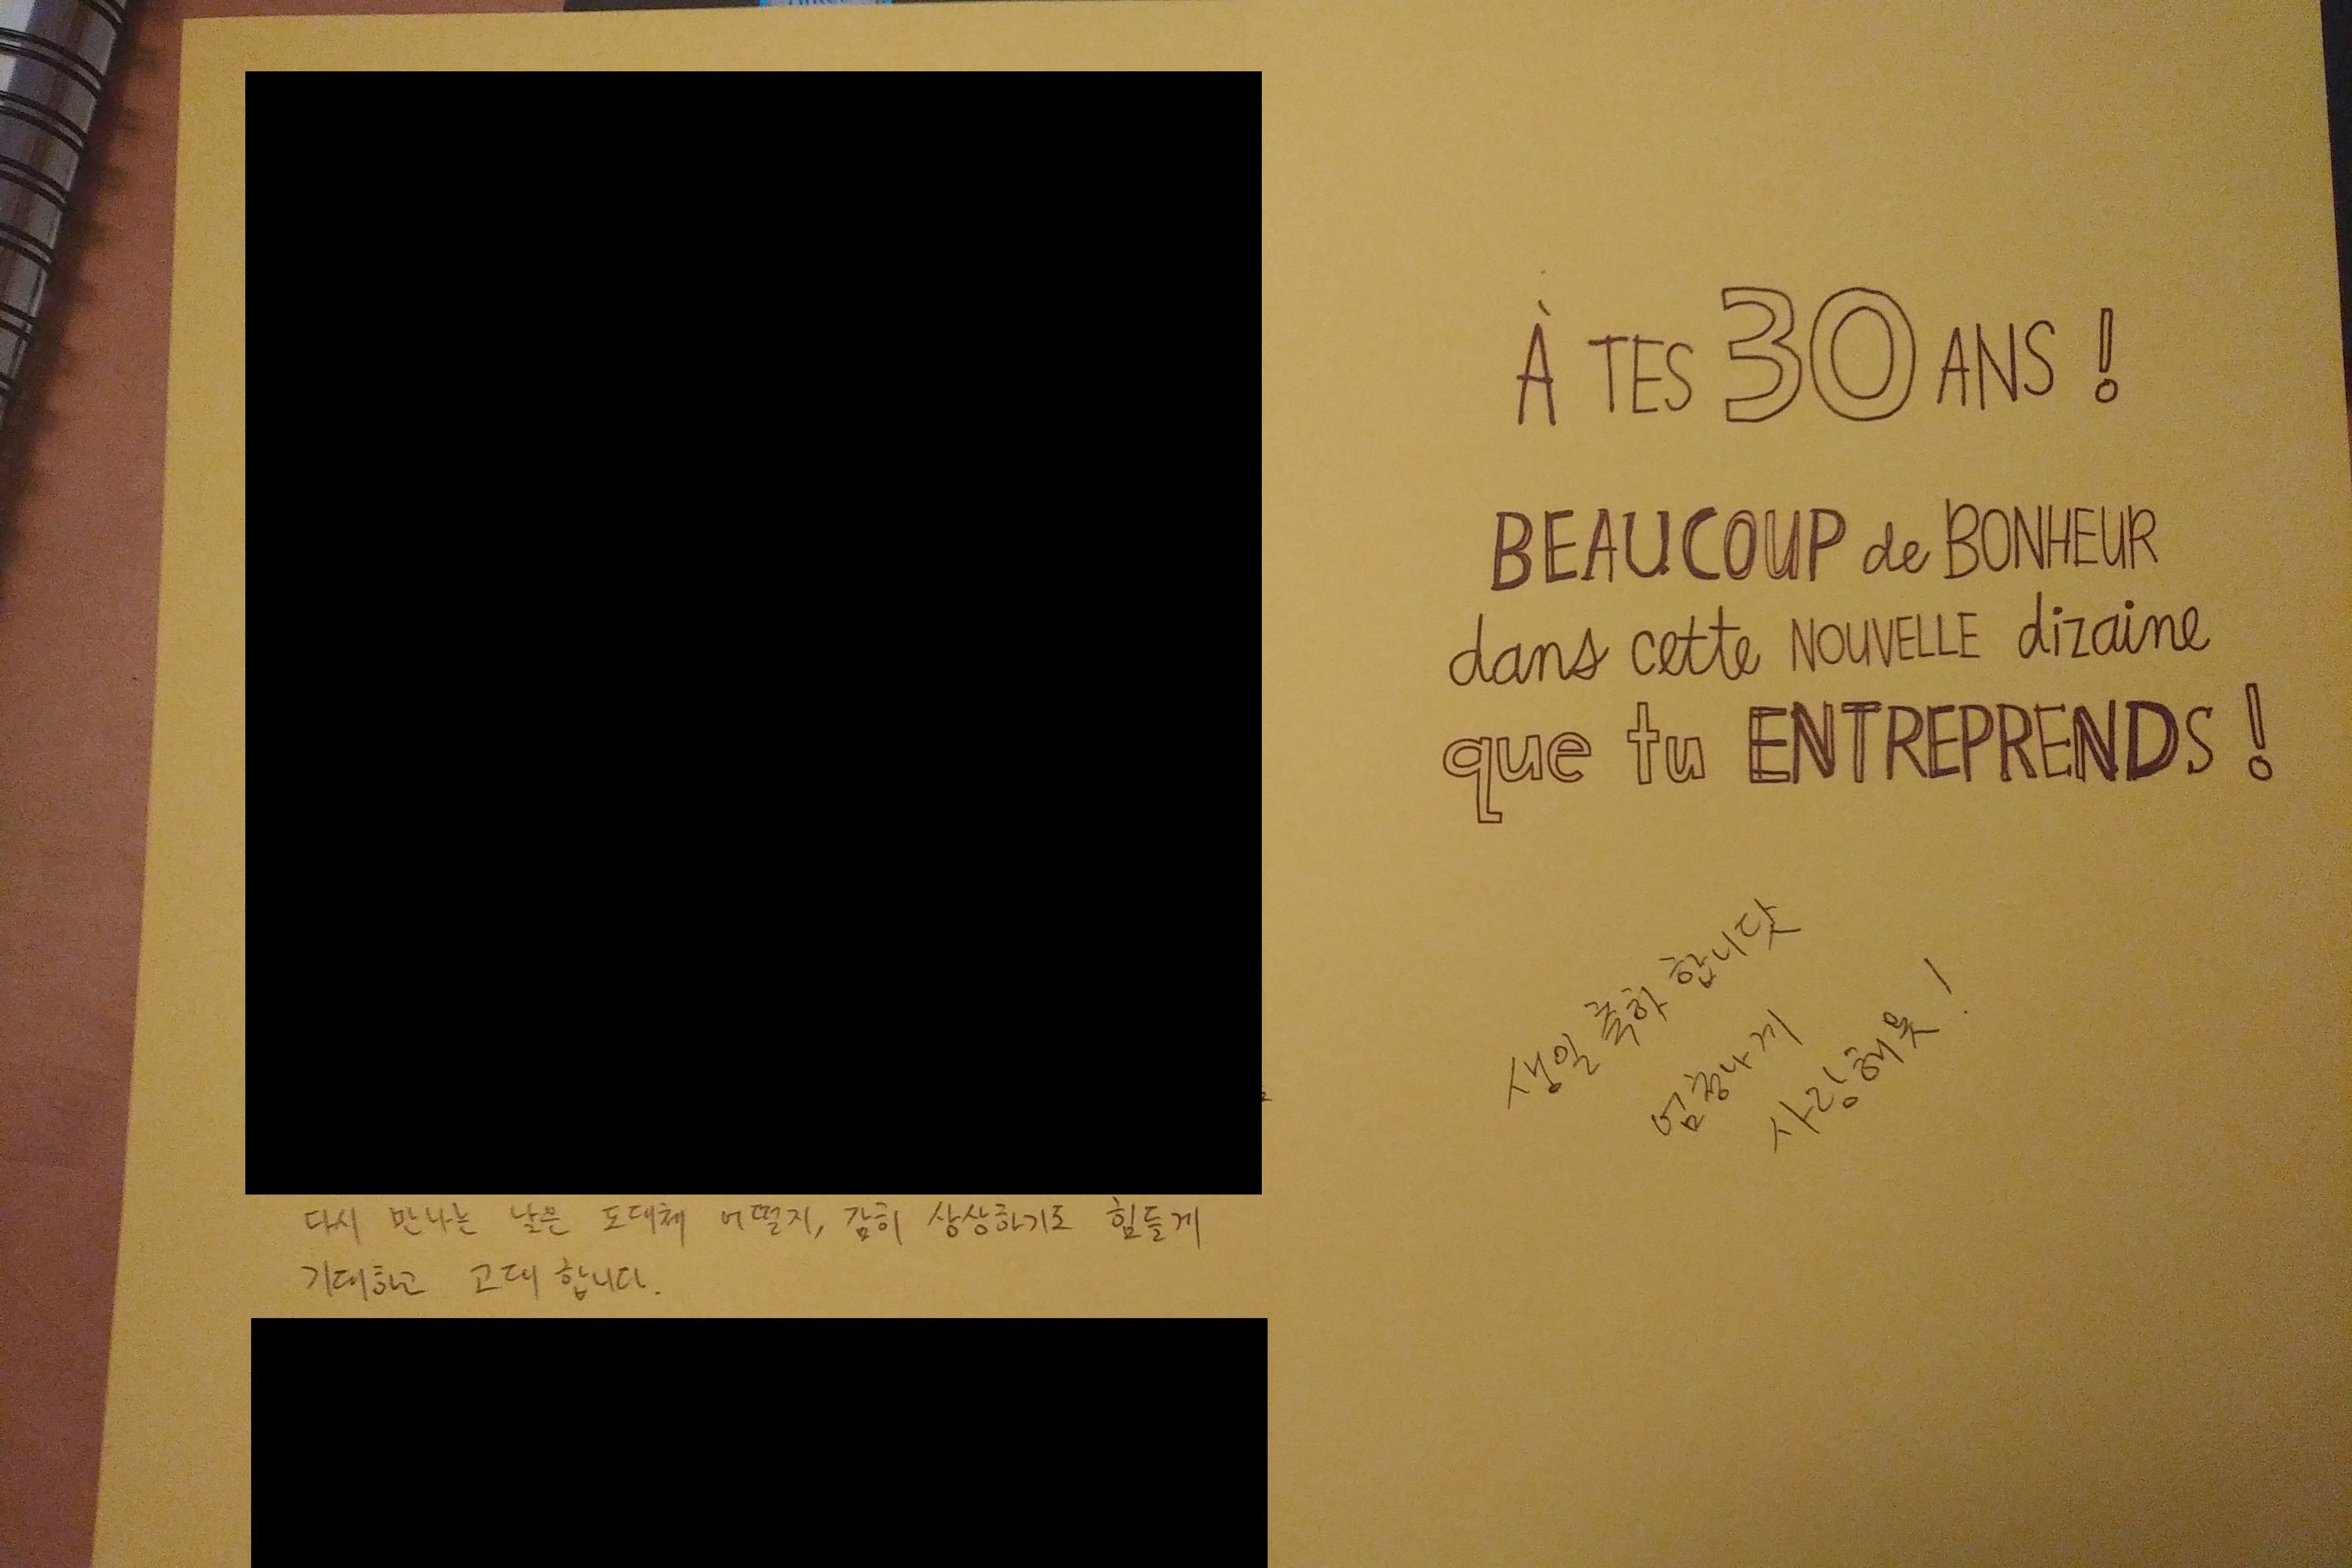 다시 만나는 날은 도대체 어떨지, 감히 상상하기도 힘들게
기대하고 고대 합니다.
À TES 30 ANS !
BEAUCOUP de BONHEUR
dans cette NOUVELLE dizaine
que tu ENTREPRENDS !
생일 축하 합니닷
엄청나게
사랑해욧 !